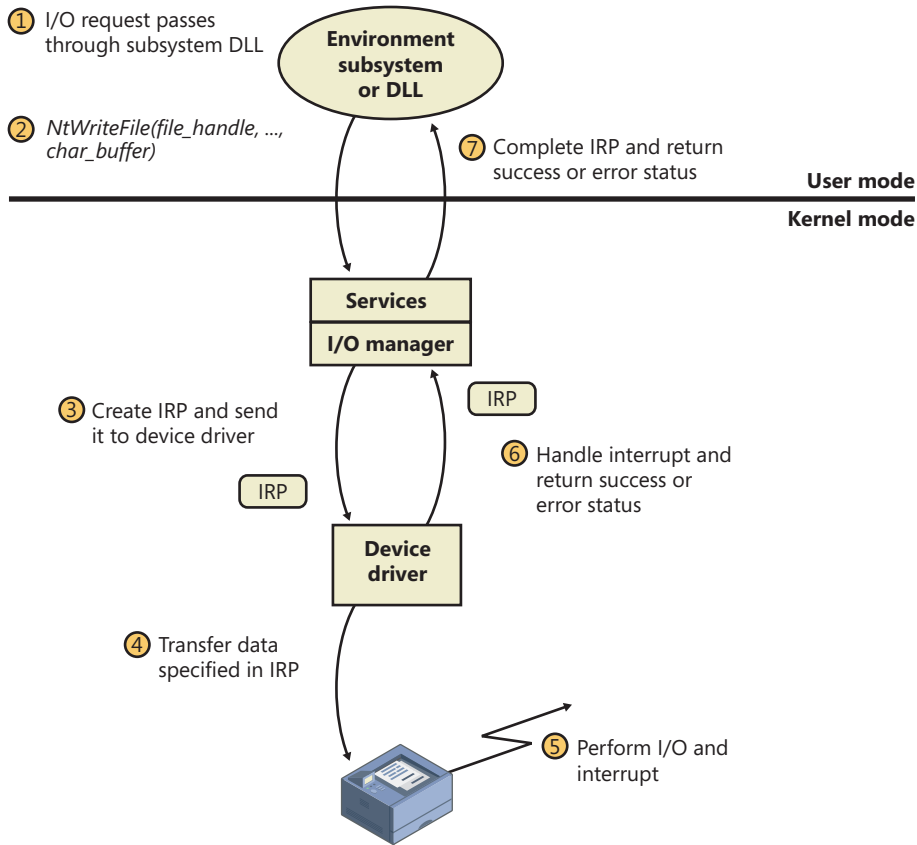 1 I/O request passes
through subsystem DLL
Environment
subsystem
or DLL
2 NtWriteFile(file_handle, ...,
char_buffer)
7 Complete IRP and return
success or error status
User mode
Kernel mode
Services
I/O manager
3 Create IRP and send
it to device driver
IRP
IRP
6 Handle interrupt and
return success or
error status
Device
driver
4 Transfer data
specified in IRP
5 Perform I/O and
interrupt